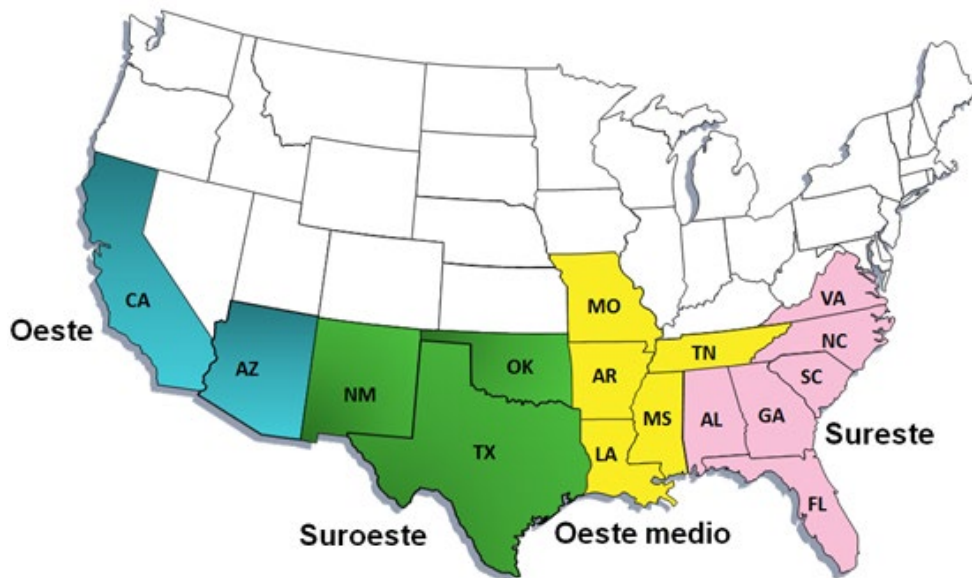 CA
Oeste
AZ
NM
OK
TX
Suroeste
MO
AR
LA
MS
TN
Oeste medio
VA
NC
SC
AL
GA
Sureste
FL